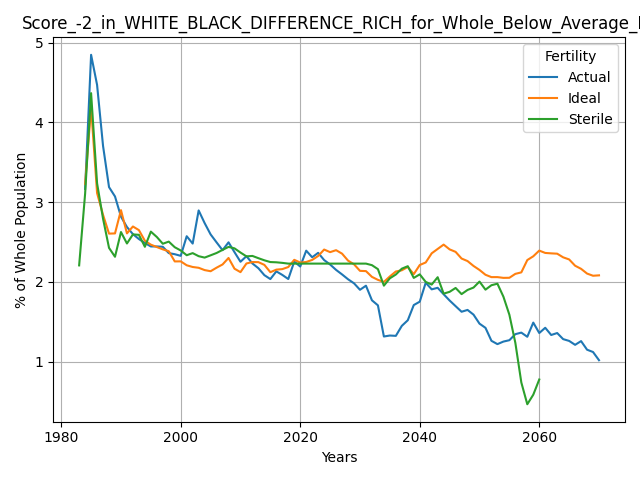 Score_-2_in_WHITE_BLACK_DIFFERENCE_RICH_for_Whole_Below_Average_
5
4
3
2
1
% of Whole Population
Fertility
Actual
Ideal
Sterile
1980
2000
2020
2040
2060
Years